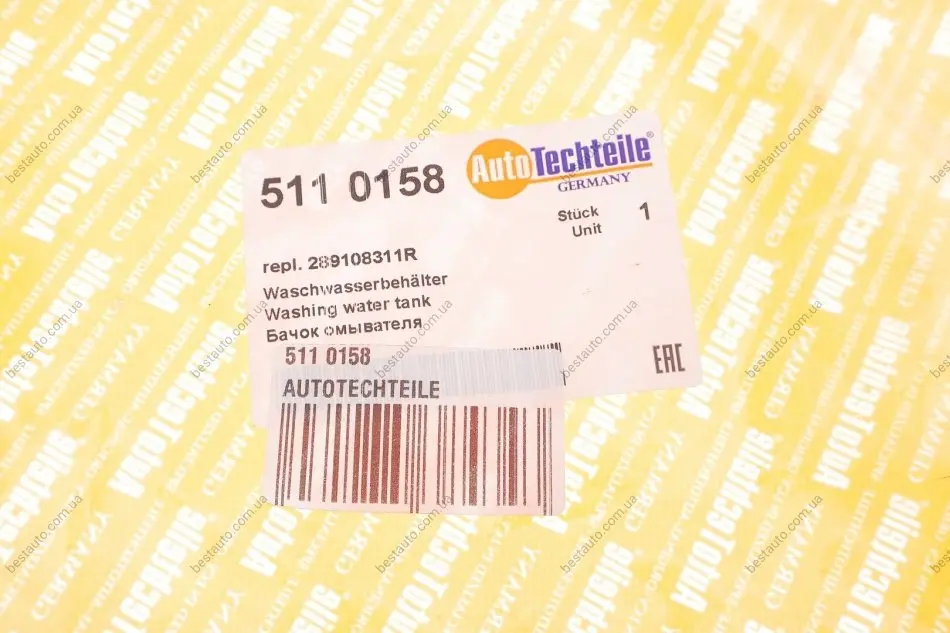 511 0158
AutoTechteile®
GERMANY
Stück 1
Unit
repl. 289108311R
Waschwasserbehälter
Washing water tank
Бачок омывателя
EAC
511 0158
AUTOTECHTEILE
bestauto.com.ua